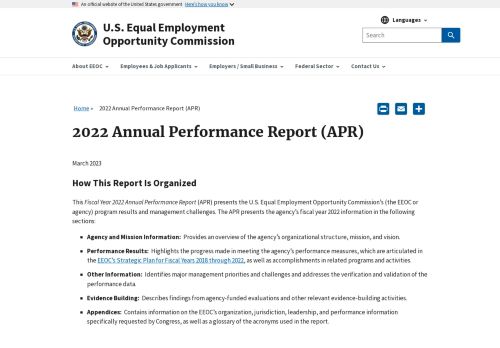 An official website of the United States government Here's how you know
U.S. Equal Employment
Opportunity Commission
Languages
Search
About EEOC
Employees & Job Applicants
Employers / Small Business
Federal Sector
Contact Us
Home » 2022 Annual Performance Report (APR)
2022 Annual Performance Report (APR)
March 2023
How This Report Is Organized
This Fiscal Year 2022 Annual Performance Report (APR) presents the U.S. Equal Employment Opportunity Commission's (the EEOC or
agency) program results and management challenges. The APR presents the agency's fiscal year 2022 information in the following
sections:
Agency and Mission Information: Provides an overview of the agency's organizational structure, mission, and vision.
Performance Results: Highlights the progress made in meeting the agency's performance measures, which are articulated in
the EEOC's Strategic Plan for Fiscal Years 2018 through 2022, as well as accomplishments in related programs and activities
Other Information: Identifies major management priorities and challenges and addresses the verification and validation of the
performance data.
Evidence Building: Describes findings from agency-funded evaluations and other relevant evidence-building activities.
Appendices: Contains information on the EEOC's organization, jurisdiction, leadership, and performance information
specifically requested by Congress, as well as a glossary of the acronyms used in the report.